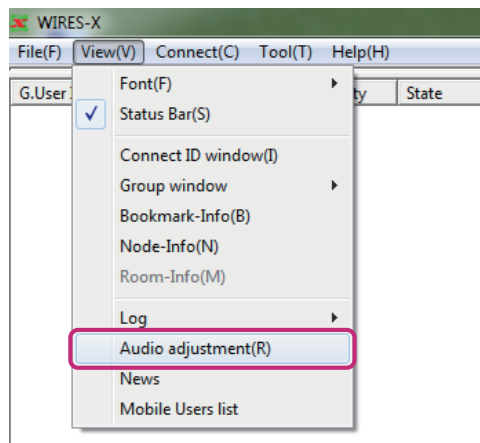 WIRES-X
File(F) View(V) Connect(C) Tool(T) Help(H)
G.User ty State
Font(F)
Status Bar(S)
Connect ID window(I)
Group window
Bookmark-Info(B)
Node-Info(N)
Room-Info(M)
Log
Audio adjustment(R)
News
Mobile Users list